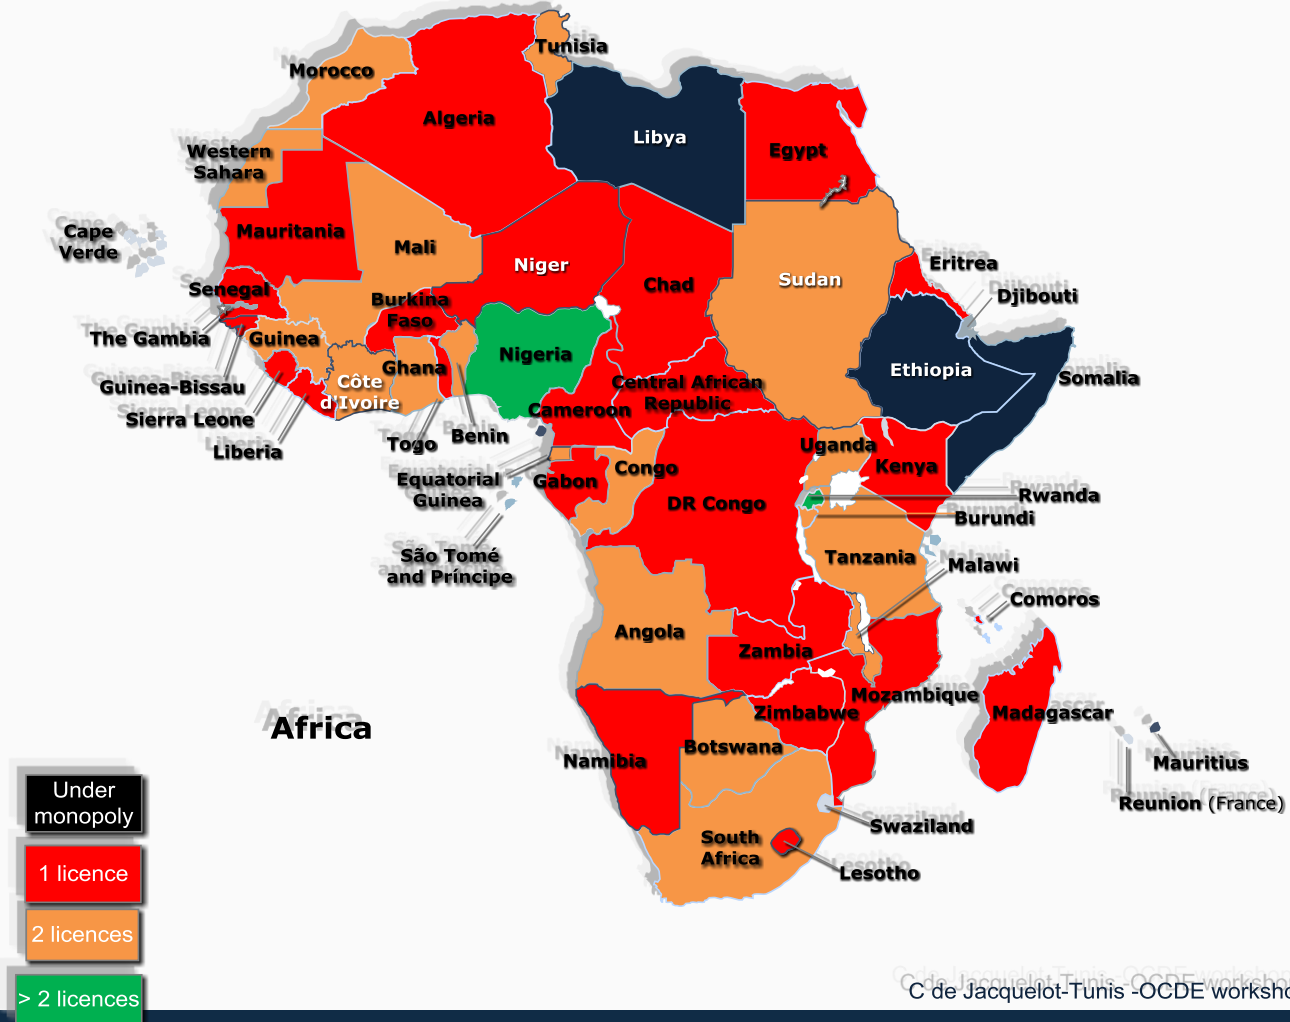 Tunisia
Morocco
Algeria
Libya
Egypt
Western
Sahara
Cape
Verde
Mauritania
Mali
Niger
Chad
Sudan
Eritrea
Djibouti
Senegal
Burkina
Faso
The Gambia
Guinea
Nigeria
Ghana
Côte
d'Ivoire
Central African
Republic
Ethiopia
Somalia
Guinea-Bissau
Sierra Leone
Liberia
Togo
Benin
Cameroon
Uganda
Kenya
Equatorial
Guinea
Gabon
Congo
DR Congo
Rwanda
Burundi
São Tomé
and Príncipe
Tanzania
Malawi
Comoros
Angola
Zambia
Mozambique
Zimbabwe
Madagascar
Africa
Namibia
Botswana
Mauritius
Reunion (France)
Swaziland
South
Africa
Lesotho
Under
monopoly
1 licence
2 licences
> 2 licences
C de Jacquelot-Tunis -OCDE worksho